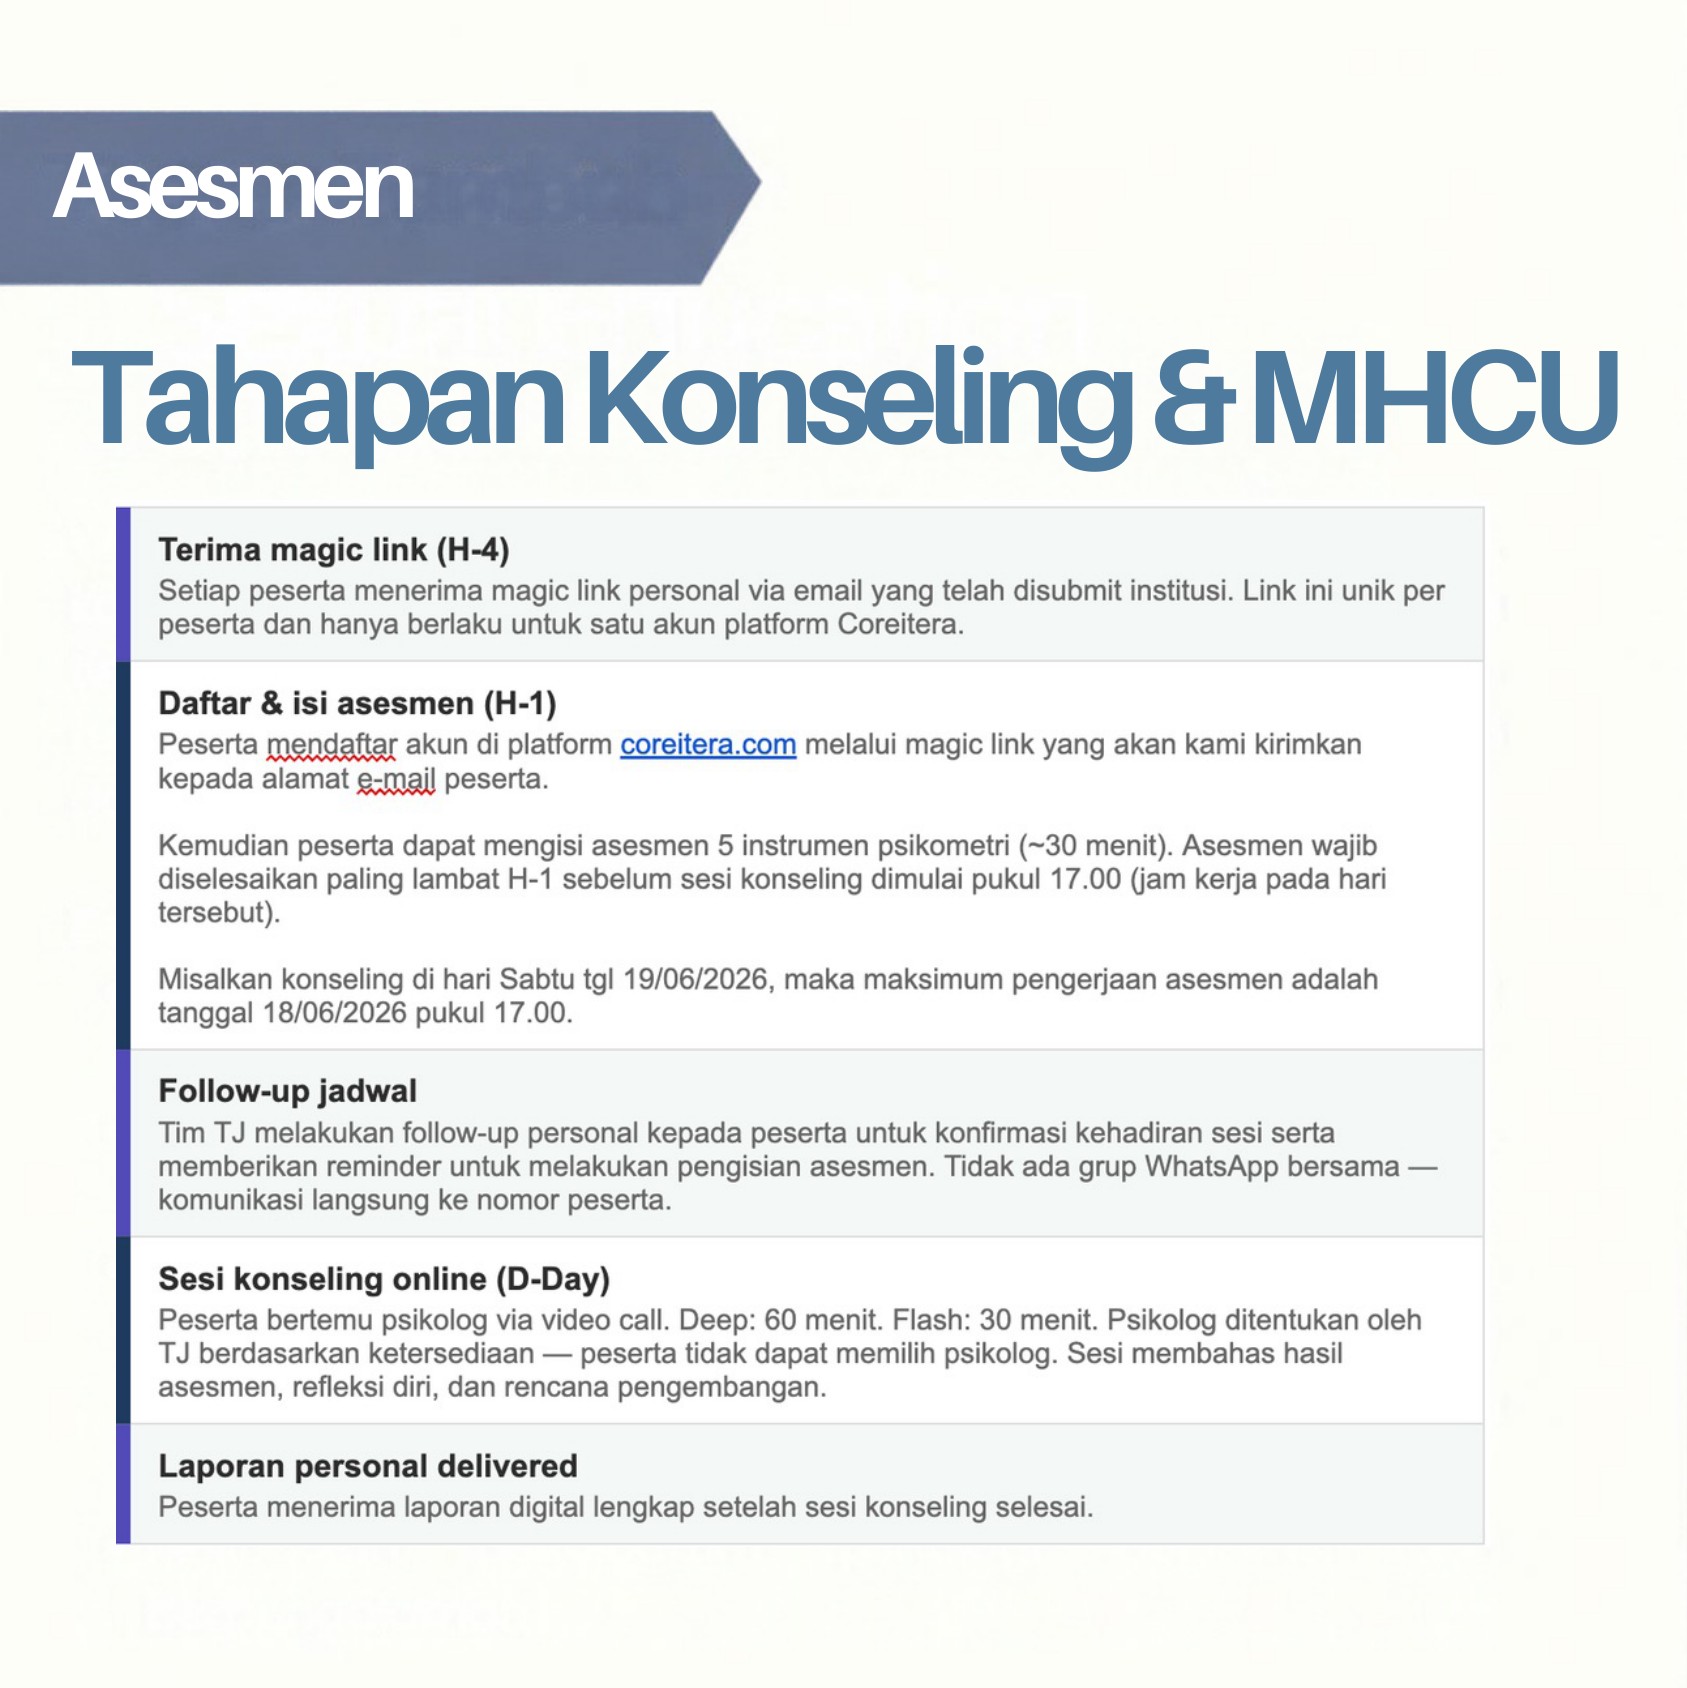 Asesmen
Tahapan Konseling & MHCU
Terima magic link (H-4)
Setiap peserta menerima magic link personal via email yang telah disubmit institusi. Link ini unik per
peserta dan hanya berlaku untuk satu akun platform Coreitera.
Daftar & isi asesmen (H-1)
Peserta mendaftar akun di platform coreitera.com melalui magic link yang akan kami kirimkan
kepada alamat e-mail peserta.
Kemudian peserta dapat mengisi asesmen 5 instrumen psikometri (~30 menit). Asesmen wajib
diselesaikan paling lambat H-1 sebelum sesi konseling dimulai pukul 17.00 (jam kerja pada hari
tersebut).
Misalkan konseling di hari Sabtu tgl 19/06/2026, maka maksimum pengerjaan asesmen adalah
tanggal 18/06/2026 pukul 17.00.
Follow-up jadwal
Tim TJ melakukan follow-up personal kepada peserta untuk konfirmasi kehadiran sesi serta
memberikan reminder untuk melakukan pengisian asesmen. Tidak ada grup WhatsApp bersama —
komunikasi langsung ke nomor peserta.
Sesi konseling online (D-Day)
Peserta bertemu psikolog via video call. Deep: 60 menit. Flash: 30 menit. Psikolog ditentukan oleh
TJ berdasarkan ketersediaan — peserta tidak dapat memilih psikolog. Sesi membahas hasil
asesmen, refleksi diri, dan rencana pengembangan.
Laporan personal delivered
Peserta menerima laporan digital lengkap setelah sesi konseling selesai.